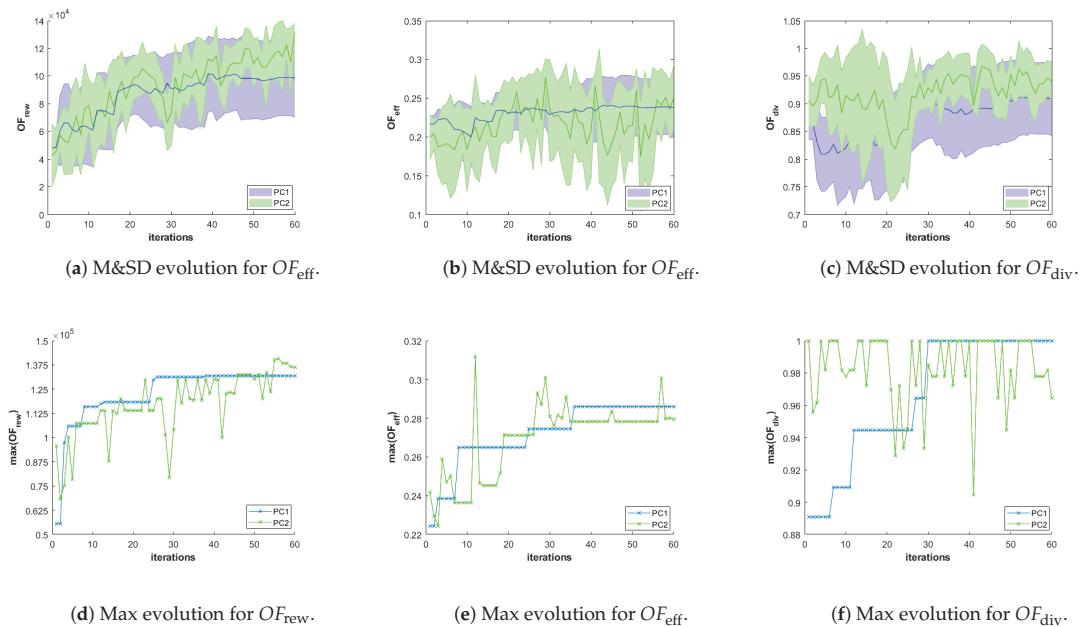 × 10⁴
14
12
10
8
6
4
2
0
OF_rew
0 10 20 30 40 50 60
iterations
PC1
PC2
(a) M&SD evolution for OF_eff.
0.35
0.3
0.25
0.2
0.15
0.1
OF_eff
0 10 20 30 40 50 60
iterations
PC1
PC2
(b) M&SD evolution for OF_eff.
1.05
1
0.95
0.9
0.85
0.8
0.75
0.7
OF_div
0 10 20 30 40 50 60
iterations
PC1
PC2
(c) M&SD evolution for OF_div.
× 10⁵
1.5
1.375
1.25
1.125
1
0.875
0.75
0.625
0.5
max(OF_rew)
0 10 20 30 40 50 60
iterations
PC1
PC2
(d) Max evolution for OF_rew.
0.32
0.3
0.28
0.26
0.24
0.22
max(OF_eff)
0 10 20 30 40 50 60
iterations
PC1
PC2
(e) Max evolution for OF_eff.
1
0.98
0.96
0.94
0.92
0.9
0.88
max(OF_div)
0 10 20 30 40 50 60
iterations
PC1
PC2
(f) Max evolution for OF_div.